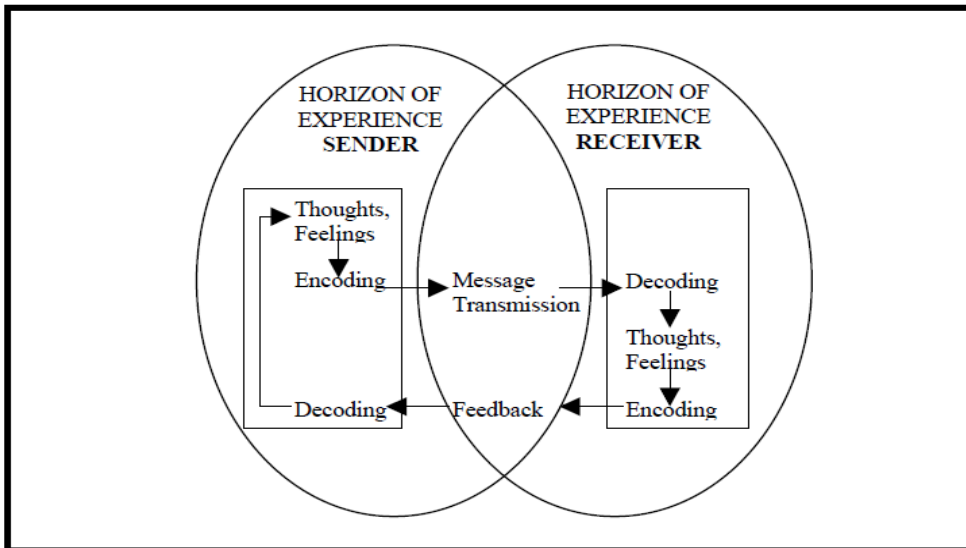 HORIZON OF
EXPERIENCE
SENDER
HORIZON OF
EXPERIENCE
RECEIVER
Thoughts,
Feelings
Encoding
Message
Transmission
Decoding
Thoughts,
Feelings
Encoding
Feedback
Decoding